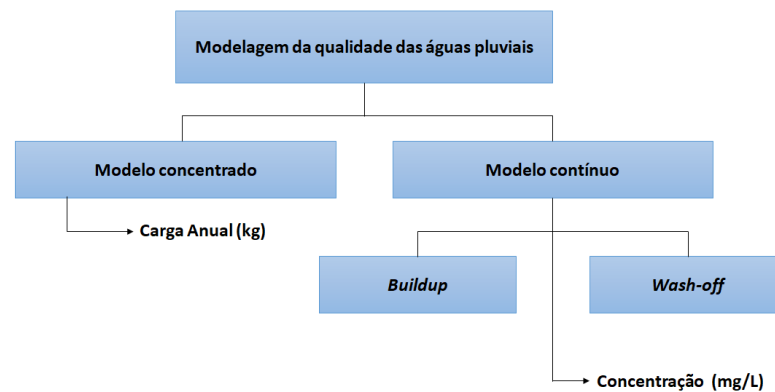 Modelagem da qualidade das águas pluviais
Modelo concentrado
Modelo contínuo
Carga Anual (kg)
Buildup
Wash-off
Concentração (mg/L)